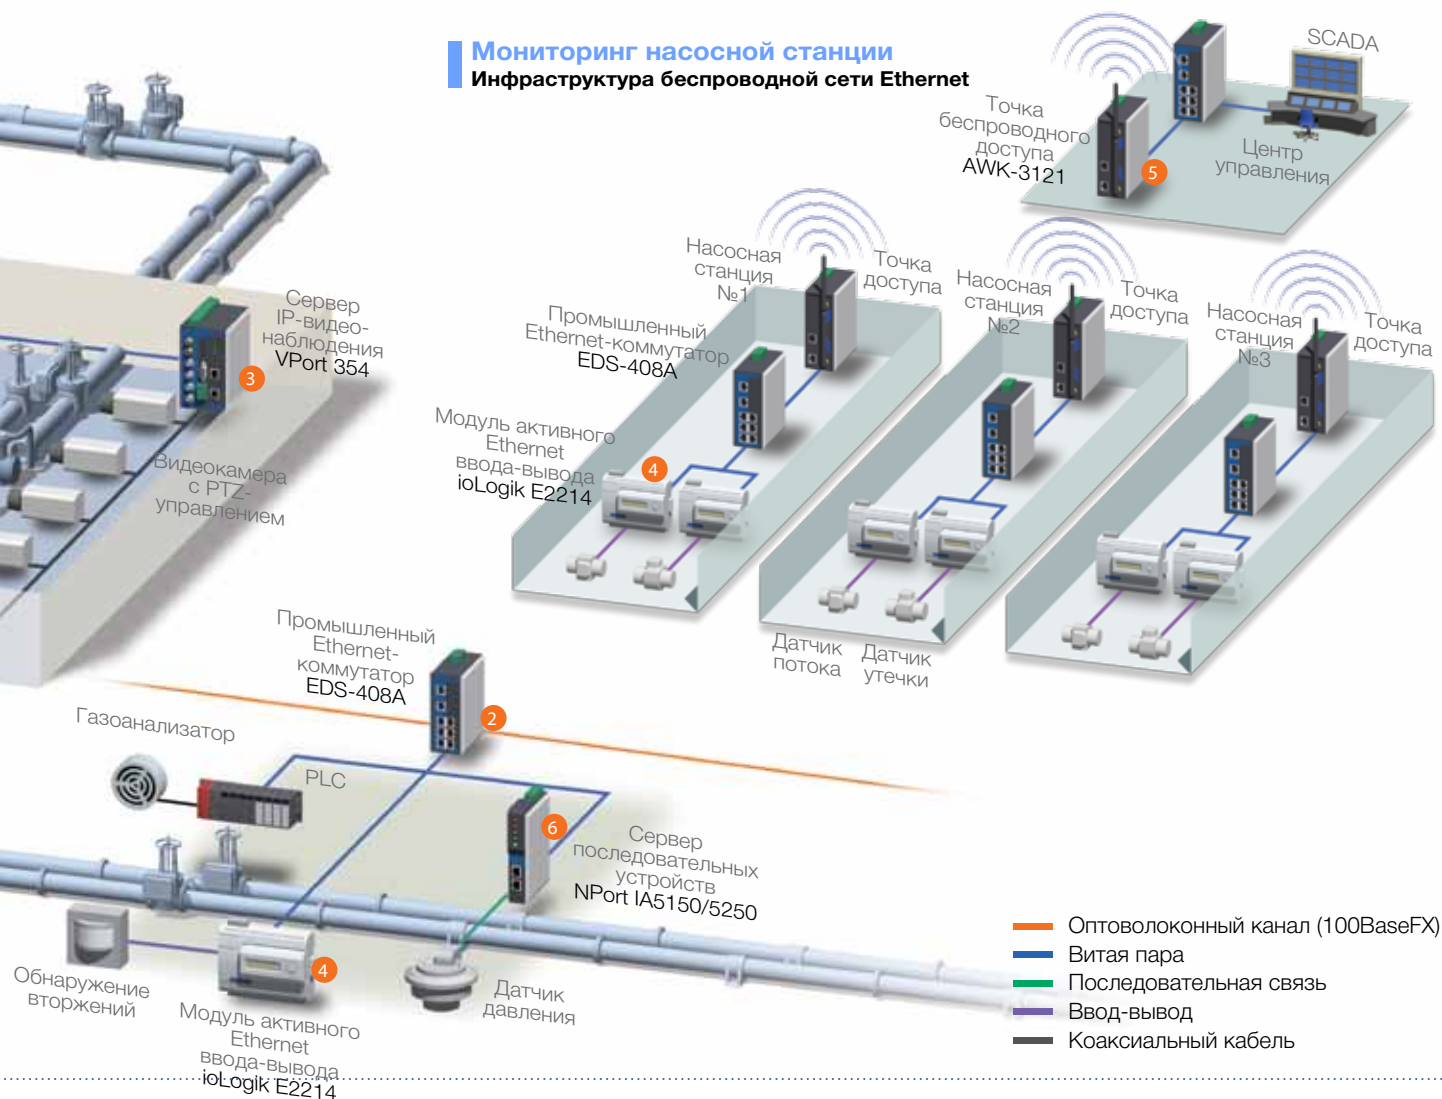 Мониторинг насосной станции
Инфраструктура беспроводной сети Ethernet
SCADA
Точка
беспроводного
доступа
AWK-3121
5
Центр
управления
Насосная
станция
№1
Точка
доступа
Насосная
станция
№2
Точка
доступа
Насосная
станция
№3
Точка
доступа
Промышленный
Ethernet-коммутатор
EDS-408A
Модуль активного
Ethernet
ввода-вывода
ioLogik E2214
4
Сервер
IP-видео-
наблюдения
VPort 354
3
Видеокамера
с PTZ-
управлением
Датчик
потока
Датчик
утечки
Промышленный
Ethernet-
коммутатор
EDS-408A
2
Газоанализатор
PLC
6
Сервер
последовательных
устройств
NPort IA5150/5250
Обнаружение
вторжений
4
Модуль активного
Ethernet
ввода-вывода
ioLogik E2214
Датчик
давления
Оптоволоконный канал (100BaseFX)
Витая пара
Последовательная связь
Ввод-вывод
Коаксиальный кабель